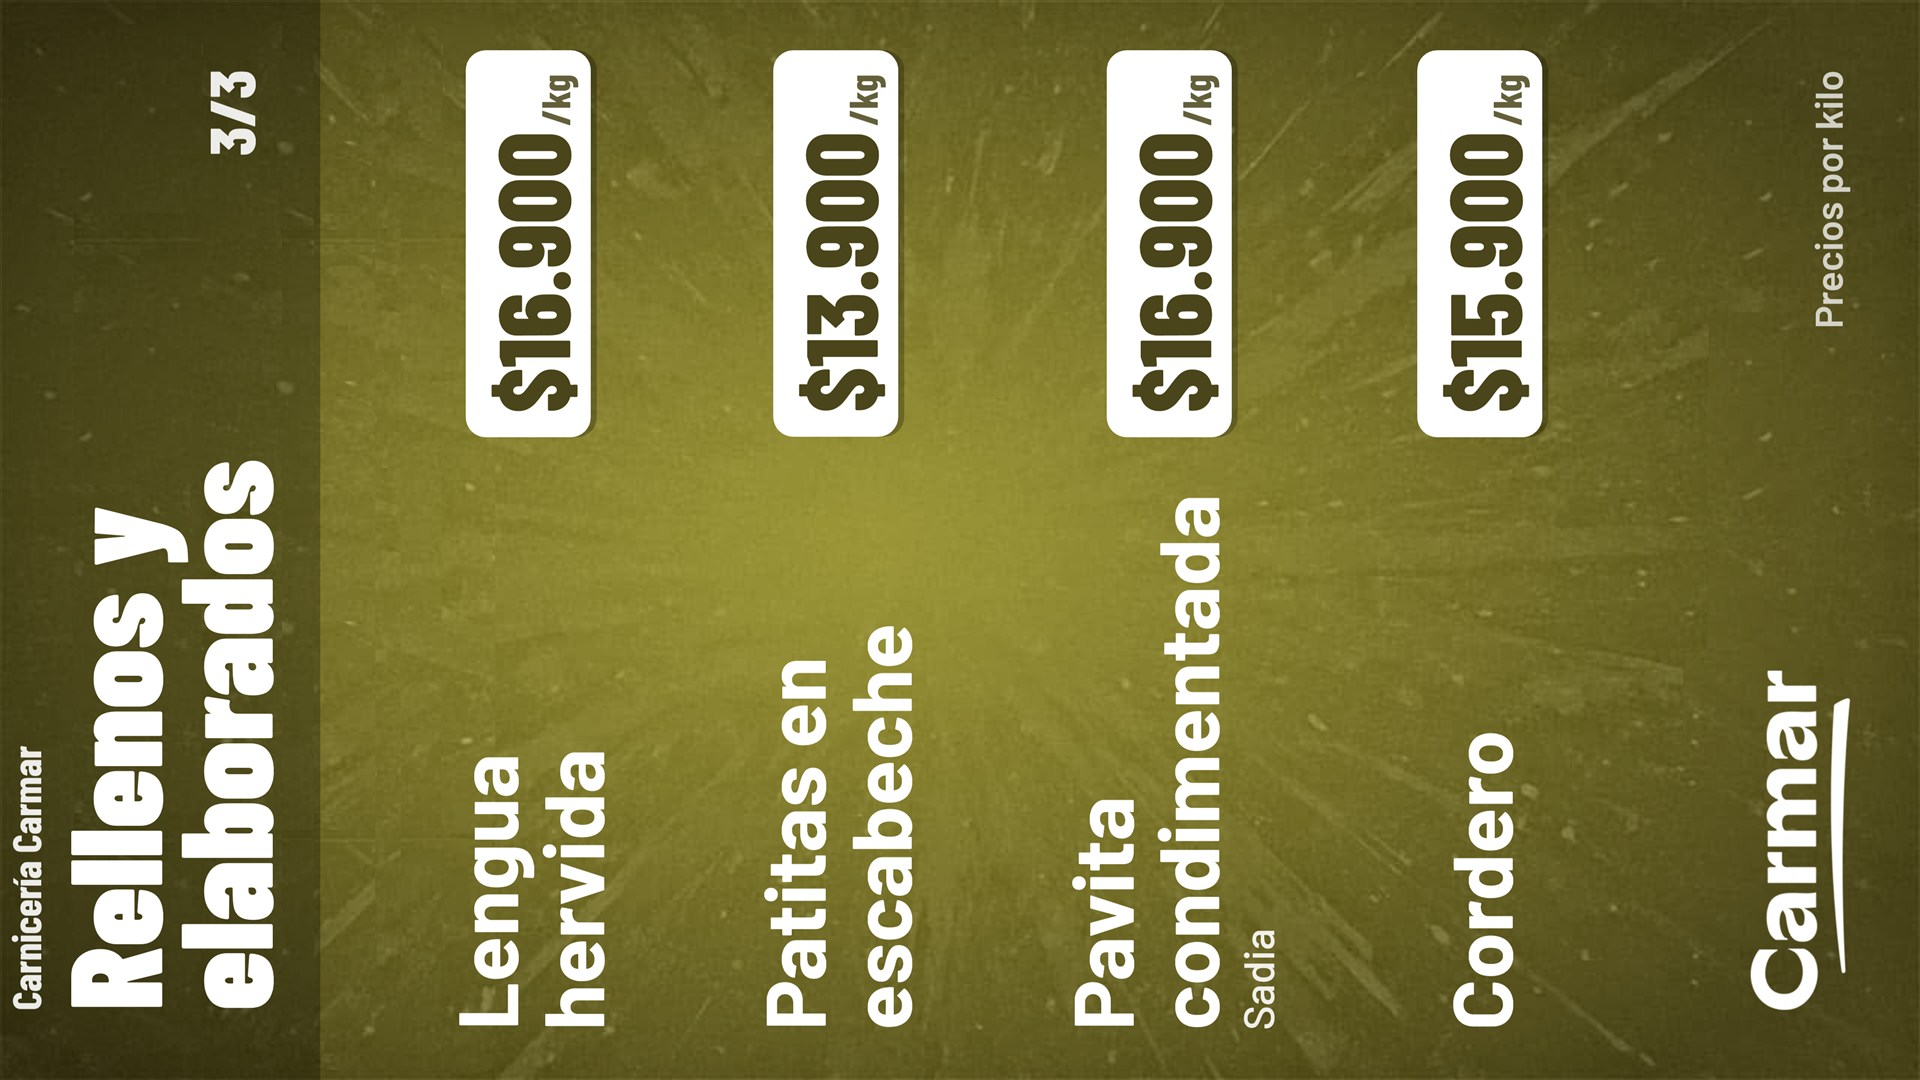 Carnicería Carmar
Rellenos y
elaborados
3/3
Lengua
hervida
$16.900/kg
Patitas en
escabeche
$13.900/kg
Pavita
condimentada
Sadia
$16.900/kg
Cordero
$15.900/kg
Carmar
Precios por kilo